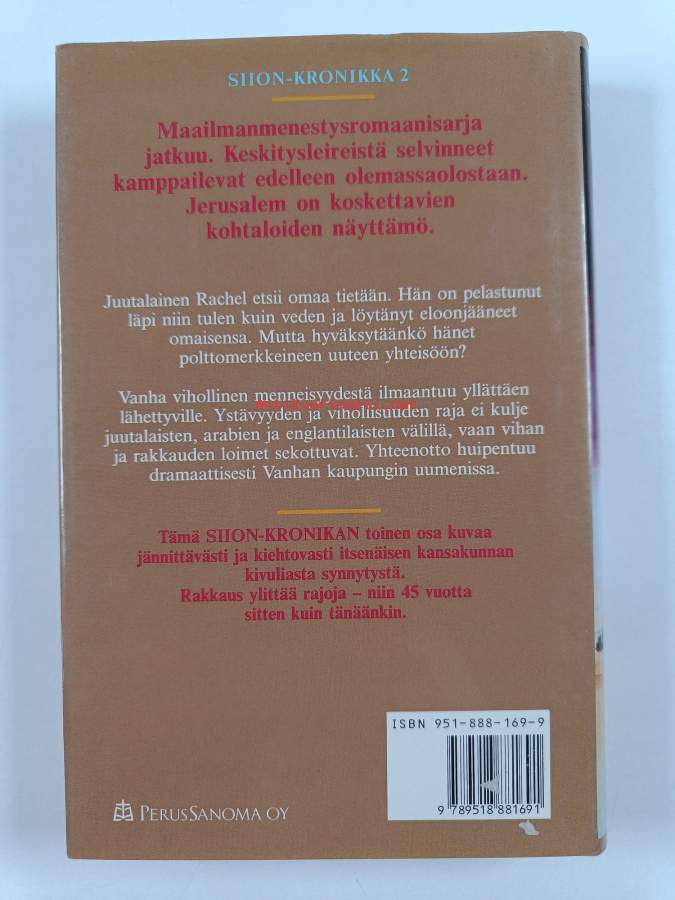 SIION-KRONIKKA 2
Maailmanmenestysromaanisarja
jatkuu. Keskitysleireistä selvinneet
kamppailevat edelleen olemassaolostaan.
Jerusalem on koskettavien
kohtaloiden näyttämö.
Juutalainen Rachel etsii omaa tietään. Hän on pelastunut
läpi niin tulen kuin veden ja löytänyt eloonjääneet
omaisensa. Mutta hyväksytäänkö hänet
polttomerkkeineen uuteen yhteisöön?
Vanha vihollinen menneisyydestä ilmaantuu yllättäen
lähettyville. Ystävyyden ja vihollisuuden raja ei kulje
juutalaisten, arabien ja englantilaisten välillä, vaan vihan
ja rakkauden loimet sekottuvat. Yhteenotto huipentuu
dramaattisesti Vanhan kaupungin uumenissa.
Tämä SIION-KRONIKAN toinen osa kuvaa
jännittävästi ja kiehtovasti itsenäisen kansakunnan
kivuliasta synnytystä.
Rakkaus ylittää rajoja – niin 45 vuotta
sitten kuin tänäänkin.
ISBN 951-888-169-9
9 789518 881691
PERUSSANOMA OY